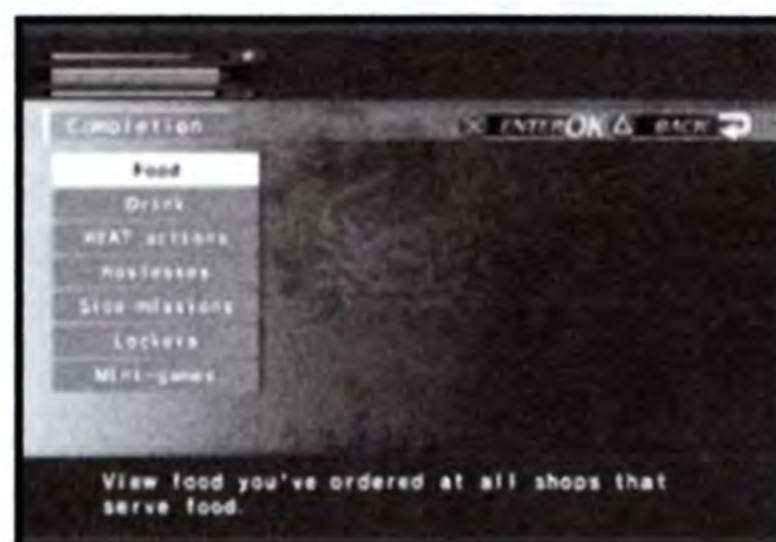 Completion
ENTER OK BACK
Food
Drink
HEAT actions
Hostesses
Side missions
Lockers
Mini-games
View food you've ordered at all shops that
serve food.